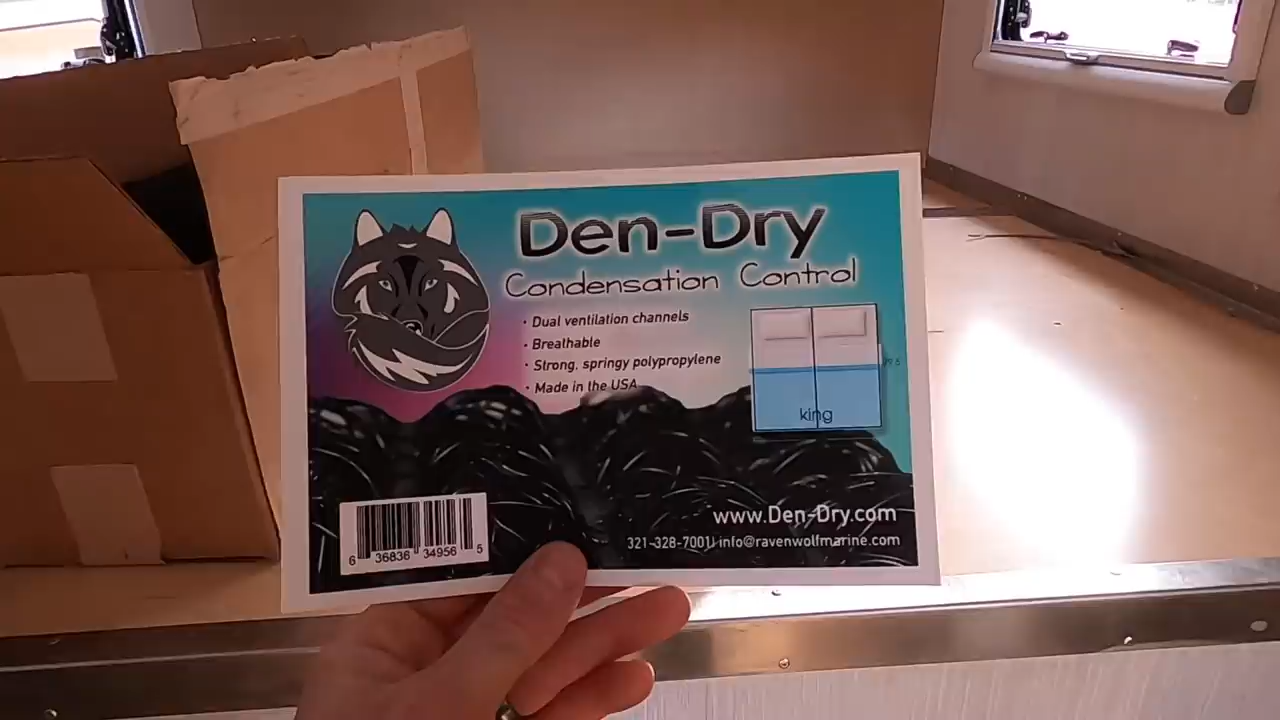 Den-Dry
Condensation Control
· Dual ventilation channels
· Breathable
· Strong, springy polypropylene
· Made in the USA
king
www.Den-Dry.com
321-328-7001| info@ravenwolfmarine.com
6 36836 34956 5